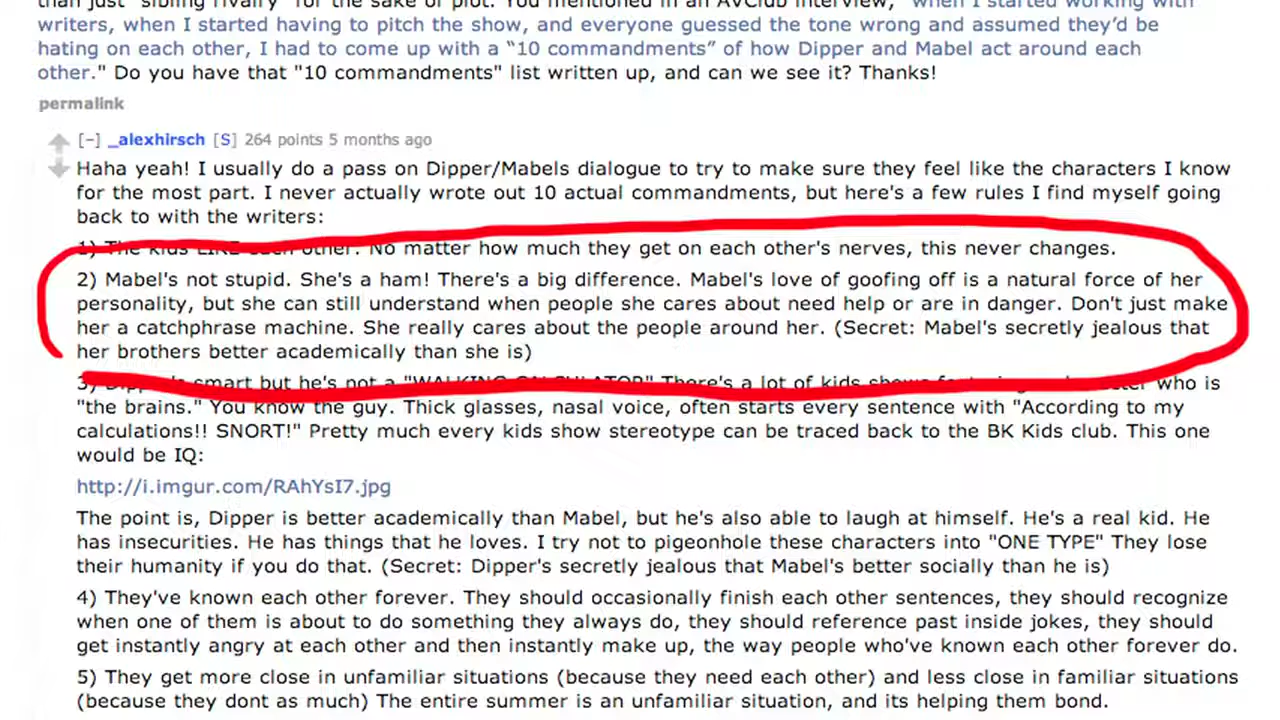 than just "sibling rivalry" for the sake of plot. You mentioned in an AVClub interview, "when I started working with
writers, when I started having to pitch the show, and everyone guessed the tone wrong and assumed they'd be
hating on each other, I had to come up with a "10 commandments" of how Dipper and Mabel act around each
other." Do you have that "10 commandments" list written up, and can we see it? Thanks!
permalink
[-] _alexhirsch [S] 264 points 5 months ago
Haha yeah! I usually do a pass on Dipper/Mabels dialogue to try to make sure they feel like the characters I know
for the most part. I never actually wrote out 10 actual commandments, but here's a few rules I find myself going
back to with the writers:
1) The kids LIKE each other. No matter how much they get on each other's nerves, this never changes.
2) Mabel's not stupid. She's a ham! There's a big difference. Mabel's love of goofing off is a natural force of her
personality, but she can still understand when people she cares about need help or are in danger. Don't just make
her a catchphrase machine. She really cares about the people around her. (Secret: Mabel's secretly jealous that
her brothers better academically than she is)
3) Dipper's smart but he's not a "WALKING CALCULATOR" There's a lot of kids shows featuring a character who is
"the brains." You know the guy. Thick glasses, nasal voice, often starts every sentence with "According to my
calculations!! SNORT!" Pretty much every kids show stereotype can be traced back to the BK Kids club. This one
would be IQ:
http://i.imgur.com/RAhYsI7.jpg
The point is, Dipper is better academically than Mabel, but he's also able to laugh at himself. He's a real kid. He
has insecurities. He has things that he loves. I try not to pigeonhole these characters into "ONE TYPE" They lose
their humanity if you do that. (Secret: Dipper's secretly jealous that Mabel's better socially than he is)
4) They've known each other forever. They should occasionally finish each other sentences, they should recognize
when one of them is about to do something they always do, they should reference past inside jokes, they should
get instantly angry at each other and then instantly make up, the way people who've known each other forever do.
5) They get more close in unfamiliar situations (because they need each other) and less close in familiar situations
(because they dont as much) The entire summer is an unfamiliar situation, and its helping them bond.